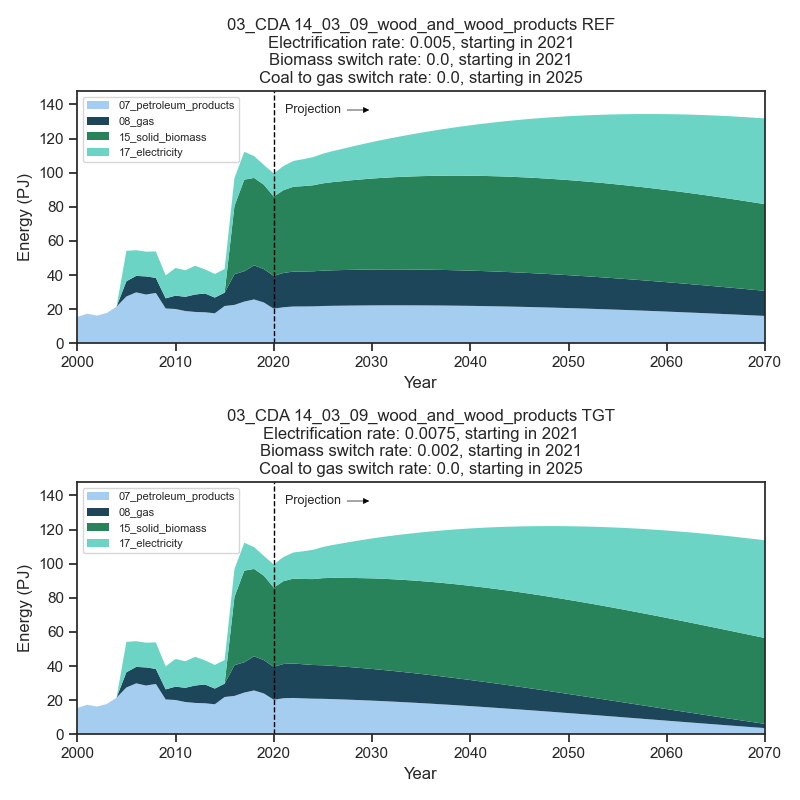 03_CDA 14_03_09_wood_and_wood_products REF
Electrification rate: 0.005, starting in 2021
Biomass switch rate: 0.0, starting in 2021
Coal to gas switch rate: 0.0, starting in 2025
07_petroleum_products
08_gas
15_solid_biomass
17_electricity
Projection
Energy (PJ)
140
120
100
80
60
40
20
0
2000 2010 2020 2030 2040 2050 2060 2070
Year
03_CDA 14_03_09_wood_and_wood_products TGT
Electrification rate: 0.0075, starting in 2021
Biomass switch rate: 0.002, starting in 2021
Coal to gas switch rate: 0.0, starting in 2025
07_petroleum_products
08_gas
15_solid_biomass
17_electricity
Projection
Energy (PJ)
140
120
100
80
60
40
20
0
2000 2010 2020 2030 2040 2050 2060 2070
Year